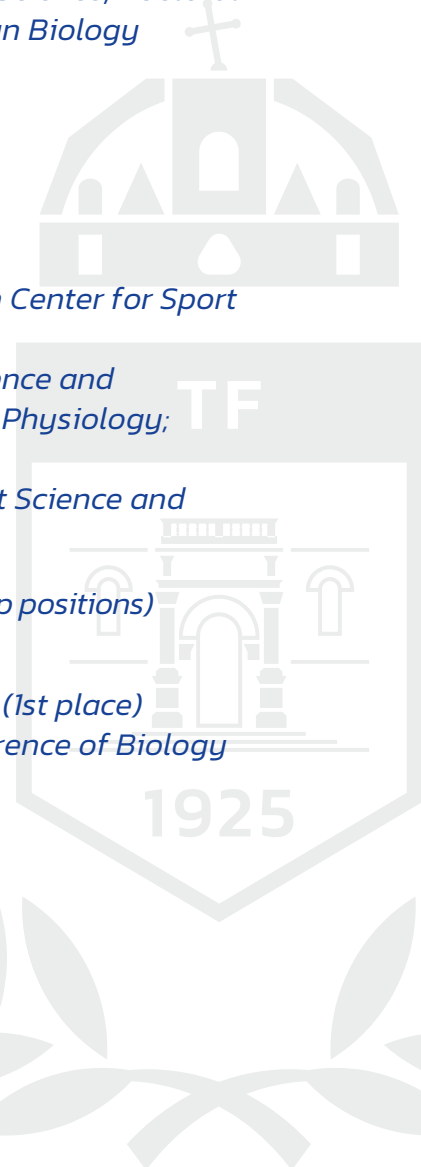 n Biology
Center for Sport
nce and
Physiology;
TF
t Science and
p positions)
(1st place)
rence of Biology
1925